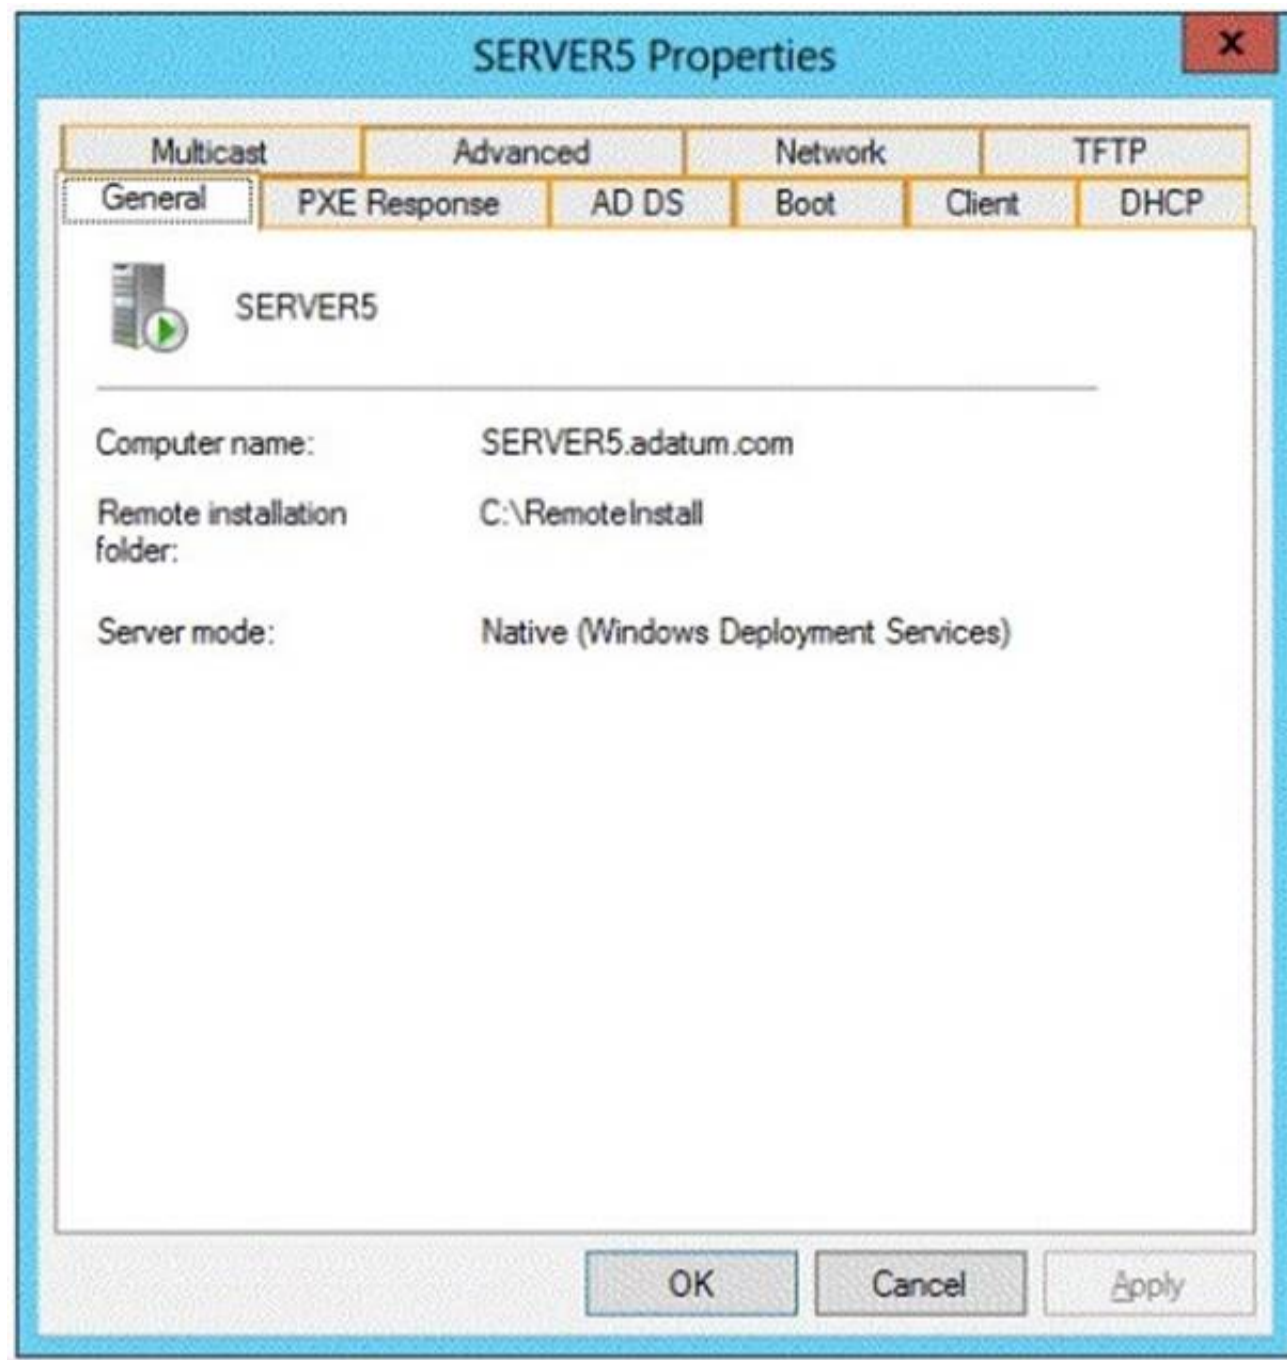 SERVER5 Properties
x
Multicast Advanced Network TFTP
General PXE Response AD DS Boot Client DHCP
SERVER5
Computer name: SERVER5.adatum.com
Remote installation C:\RemoteInstall
folder:
Server mode: Native (Windows Deployment Services)
OK Cancel Apply